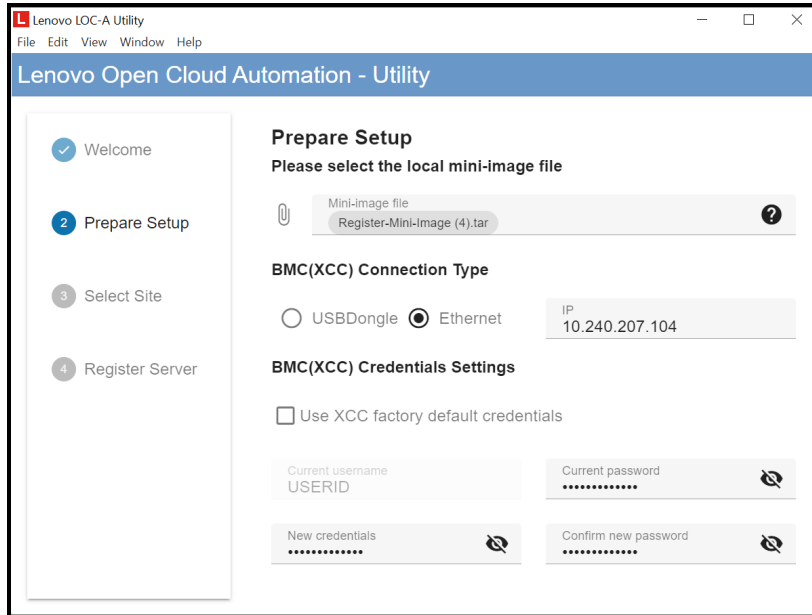 L Lenovo LOC-A Utility
File Edit View Window Help
Lenovo Open Cloud Automation - Utility
Welcome
2 Prepare Setup
3 Select Site
4 Register Server
Prepare Setup
Please select the local mini-image file
Mini-image file
Register-Mini-Image (4).tar
?
BMC(XCC) Connection Type
USBDongle Ethernet
IP
10.240.207.104
BMC(XCC) Credentials Settings
Use XCC factory default credentials
Current username
USERID
Current password
•••••••••••••
New credentials
•••••••••••••
Confirm new password
•••••••••••••